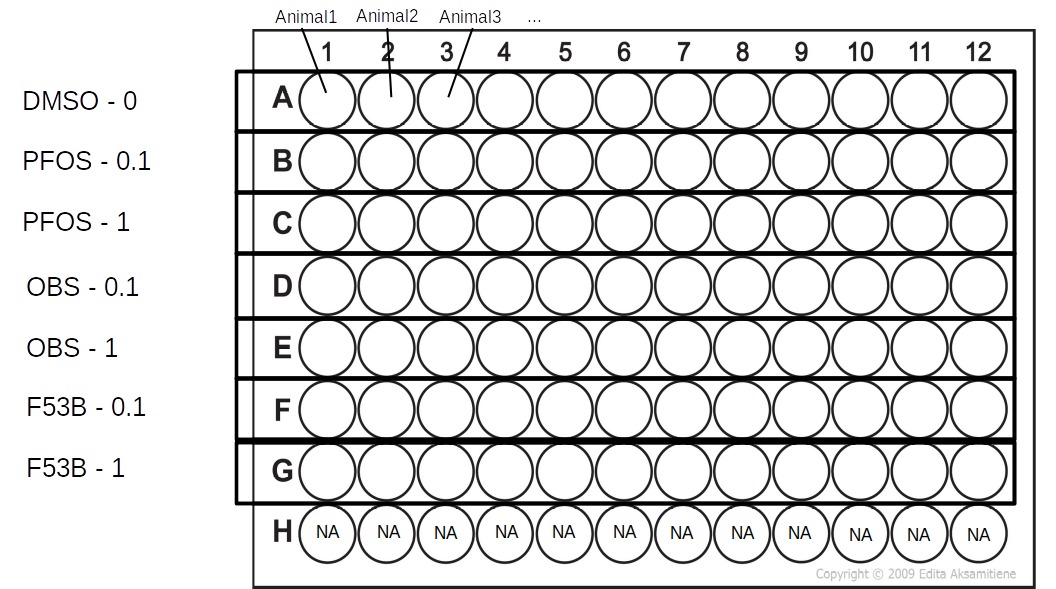 Animal1 Animal2 Animal3 ...
1 2 3 4 5 6 7 8 9 10 11 12
DMSO - 0 A
PFOS - 0.1 B
PFOS - 1 C
OBS - 0.1 D
OBS - 1 E
F53B - 0.1 F
F53B - 1 G
H NA NA NA NA NA NA NA NA NA NA NA NA
Copyright © 2009 Edita Aksamitiene